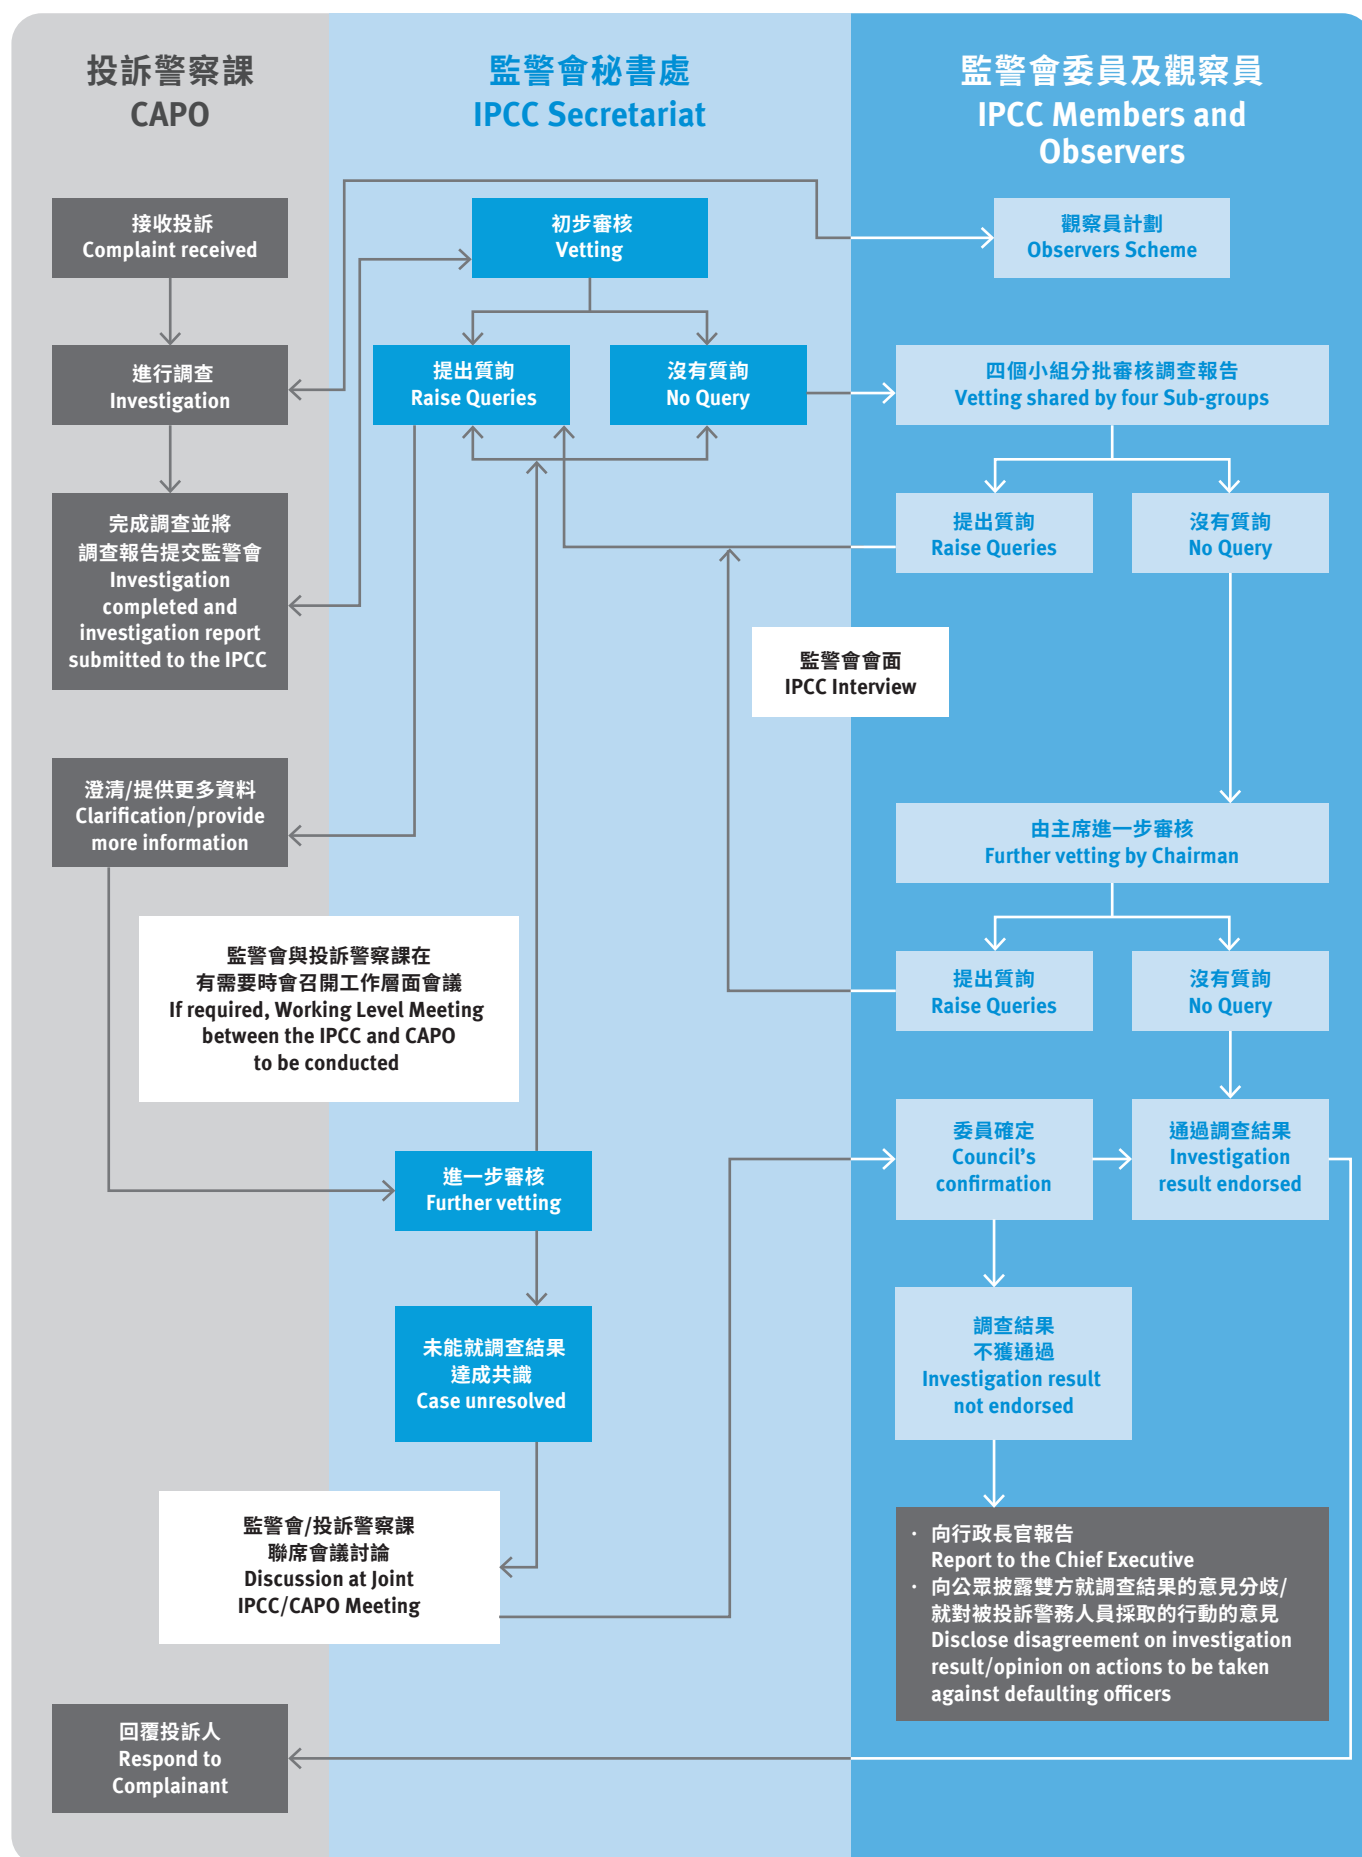 投訴警察課
CAPO
監警會秘書處
IPCC Secretariat
監警會委員及觀察員
IPCC Members and
Observers
接收投訴
Complaint received
初步審核
Vetting
觀察員計劃
Observers Scheme
進行調查
Investigation
提出質詢
Raise Queries
沒有質詢
No Query
四個小組分批審核調查報告
Vetting shared by four Sub-groups
完成調查並將
調查報告提交監警會
Investigation
completed and
investigation report
submitted to the IPCC
提出質詢
Raise Queries
沒有質詢
No Query
監警會會面
IPCC Interview
澄清/提供更多資料
Clarification/provide
more information
由主席進一步審核
Further vetting by Chairman
監警會與投訴警察課在
有需要時會召開工作層面會議
If required, Working Level Meeting
between the IPCC and CAPO
to be conducted
提出質詢
Raise Queries
沒有質詢
No Query
進一步審核
Further vetting
委員確定
Council's
confirmation
通過調查結果
Investigation
result endorsed
未能就調查結果
達成共識
Case unresolved
調查結果
不獲通過
Investigation result
not endorsed
監警會/投訴警察課
聯席會議討論
Discussion at Joint
IPCC/CAPO Meeting
· 向行政長官報告
Report to the Chief Executive
· 向公眾披露雙方就調查結果的意見分歧/
就對被投訴警務人員採取的行動的意見
Disclose disagreement on investigation
result/opinion on actions to be taken
against defaulting officers
回覆投訴人
Respond to
Complainant